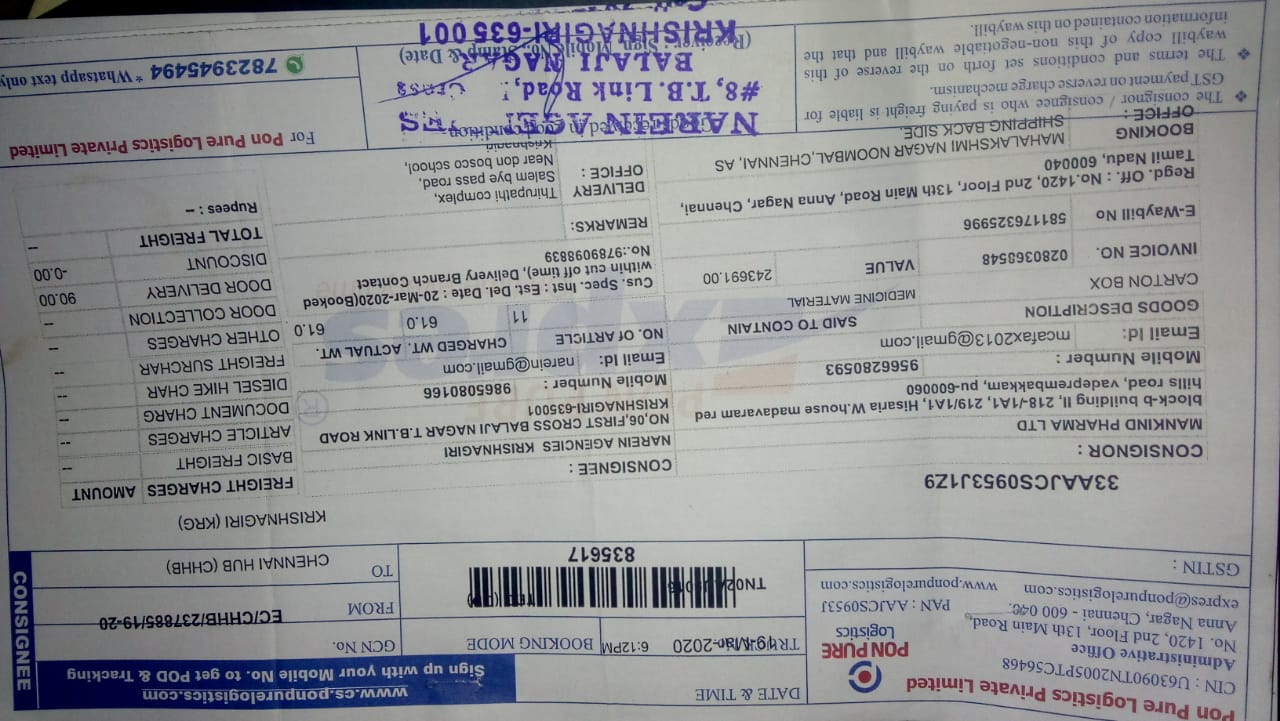 Pon Pure Logistics Private Limited
CIN : U63090TN2005PTC56468
Administrative Office
No. 1420, 2nd Floor, 13th Main Road,
Anna Nagar, Chennai - 600 040.
expres@ponpurelogistics.com
www.ponpurelogistics.com
PAN : AAJCS0953J
PON PURE
Logistics
DATE & TIME
19-Mar-2020
6:12PM
BOOKING MODE
www.cs.ponpurelogistics.com
Sign up with your Mobile No. to get POD & Tracking
GCN No.
EC/CHHB/237885/19-20
FROM
CHENNAI HUB (CHHB)
TO
KRISHNAGIRI (KRG)
835617
CONSIGNEE
GSTIN :
33AAJCS0953J1Z9
CONSIGNOR :
MANKIND PHARMA LTD
block-b building II, 218-/1A1, 219/1A1, Hisaria W.house madavaram red
hills road, vadeprembakkam, pu-600060
Mobile Number :
9566280593
Email Id:
mcafax2013@gmail.com
GOODS DESCRIPTION
SAID TO CONTAIN
CARTON BOX
MEDICINE MATERIAL
INVOICE NO.
0280368548
VALUE
243691.00
E-Waybill No
581176325996
Regd. Off. : No.1420, 2nd Floor, 13th Main Road, Anna Nagar, Chennai,
Tamil Nadu, 600040
BOOKING OFFICE :
MAHALAKSHMI NAGAR NOOMBAL,CHENNAI, AS
SHIPPING BACK SIDE.
CONSIGNEE :
NAREIN AGENCIES KRISHNAGIRI
NO,06,FIRST CROSS BALAJI NAGAR T.B.LINK ROAD
KRISHNAGIRI-635001
Mobile Number :
9865080166
Email Id:
narein@gmail.com
NO. OF ARTICLE
CHARGED WT.
ACTUAL WT.
11
61.0
61.0
Cus. Spec. Inst : Est. Del. Date : 20-Mar-2020(Booked
within cut off time), Delivery Branch Contact
No.:9789098839
REMARKS:
DELIVERY OFFICE :
Thirupathi complex,
Salem bye pass road,
Near don bosco school,
FREIGHT CHARGES
AMOUNT
BASIC FREIGHT
--
ARTICLE CHARGES
--
DOCUMENT CHARG
--
DIESEL HIKE CHAR
--
FREIGHT SURCHAR
--
OTHER CHARGES
--
DOOR COLLECTION
--
DOOR DELIVERY
90.00
DISCOUNT
-0.00
TOTAL FREIGHT
--
Rupees : --
❖ The consignor / consignee who is paying freight is liable for
GST payment on reverse charge mechanism.
❖ The terms and conditions set forth on the reverse of this
waybill copy of this non-negotiable waybill and that the
information contained on this waybill.
NAREIN AGENCIES
#8, T.B. Link Road, I Cross
BALAJI NAGAR
KRISHNAGIRI-635 001
(Receiver : Sign, Mobile No., Stamp & Date)
For Pon Pure Logistics Private Limited
7823945494 * Whatsapp text only